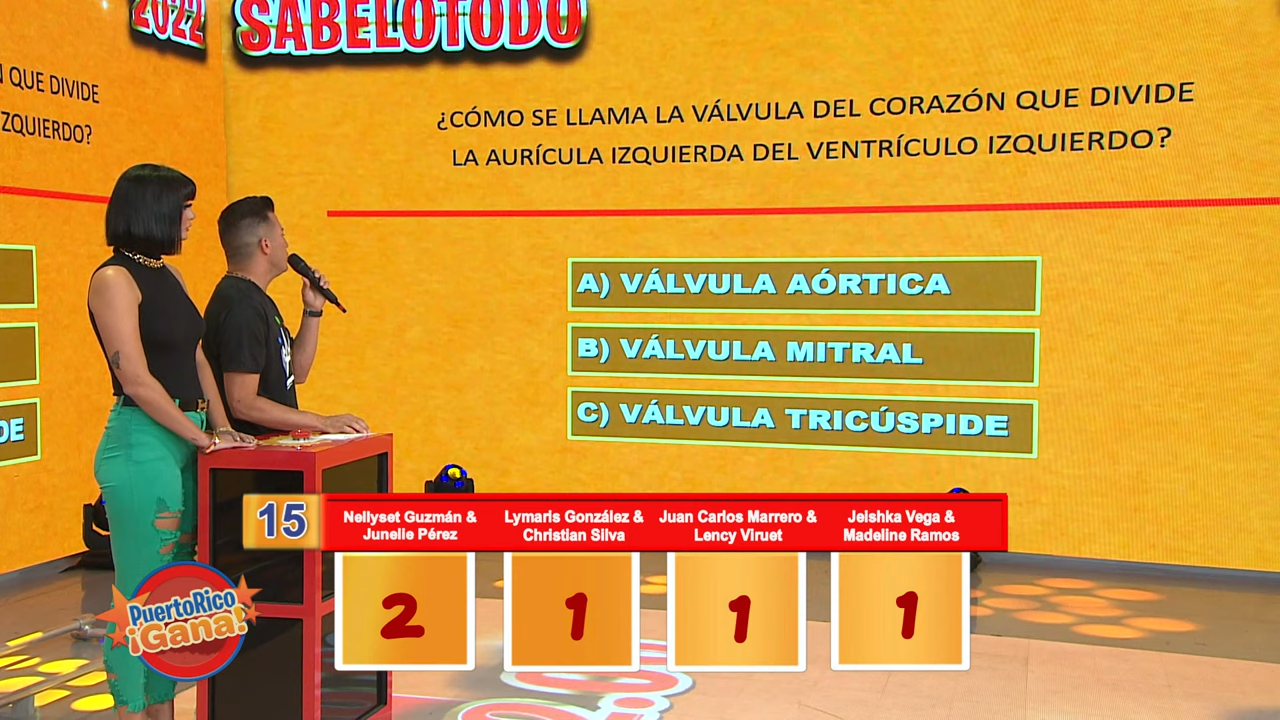 2022
SABELOTODO
QUE DIVIDE
ZQUIERDO?
¿CÓMO SE LLAMA LA VÁLVULA DEL CORAZÓN QUE DIVIDE
LA AURÍCULA IZQUIERDA DEL VENTRÍCULO IZQUIERDO?
A) VÁLVULA AÓRTICA
B) VÁLVULA MITRAL
C) VÁLVULA TRICÚSPIDE
DE
15
Nellyset Guzmán &
Junelie Pérez
Lymaris González &
Christian Silva
Juan Carlos Marrero &
Lency Viruet
Jeishka Vega &
Madeline Ramos
2
1
1
1
PuertoRico
¡Gana!